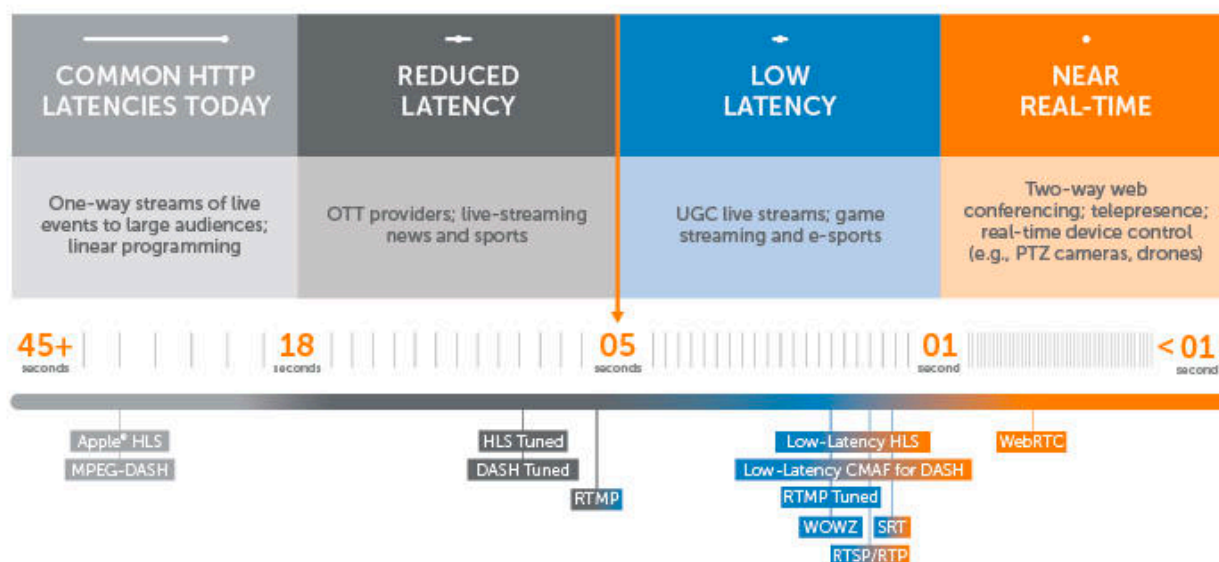 COMMON HTTP
LATENCIES TODAY
REDUCED
LATENCY
LOW
LATENCY
NEAR
REAL-TIME
One-way streams of live
events to large audiences;
linear programming
OTT providers; live-streaming
news and sports
UGC live streams; game
streaming and e-sports
Two-way web
conferencing; telepresence;
real-time device control
(e.g., PTZ cameras, drones)
45+
seconds
18
seconds
05
seconds
01
second
< 01
second
Apple® HLS
MPEG-DASH
HLS Tuned
DASH Tuned
RTMP
Low-Latency HLS
Low-Latency CMAF for DASH
RTMP Tuned
WOWZ
SRT
RTSP/RTP
WebRTC